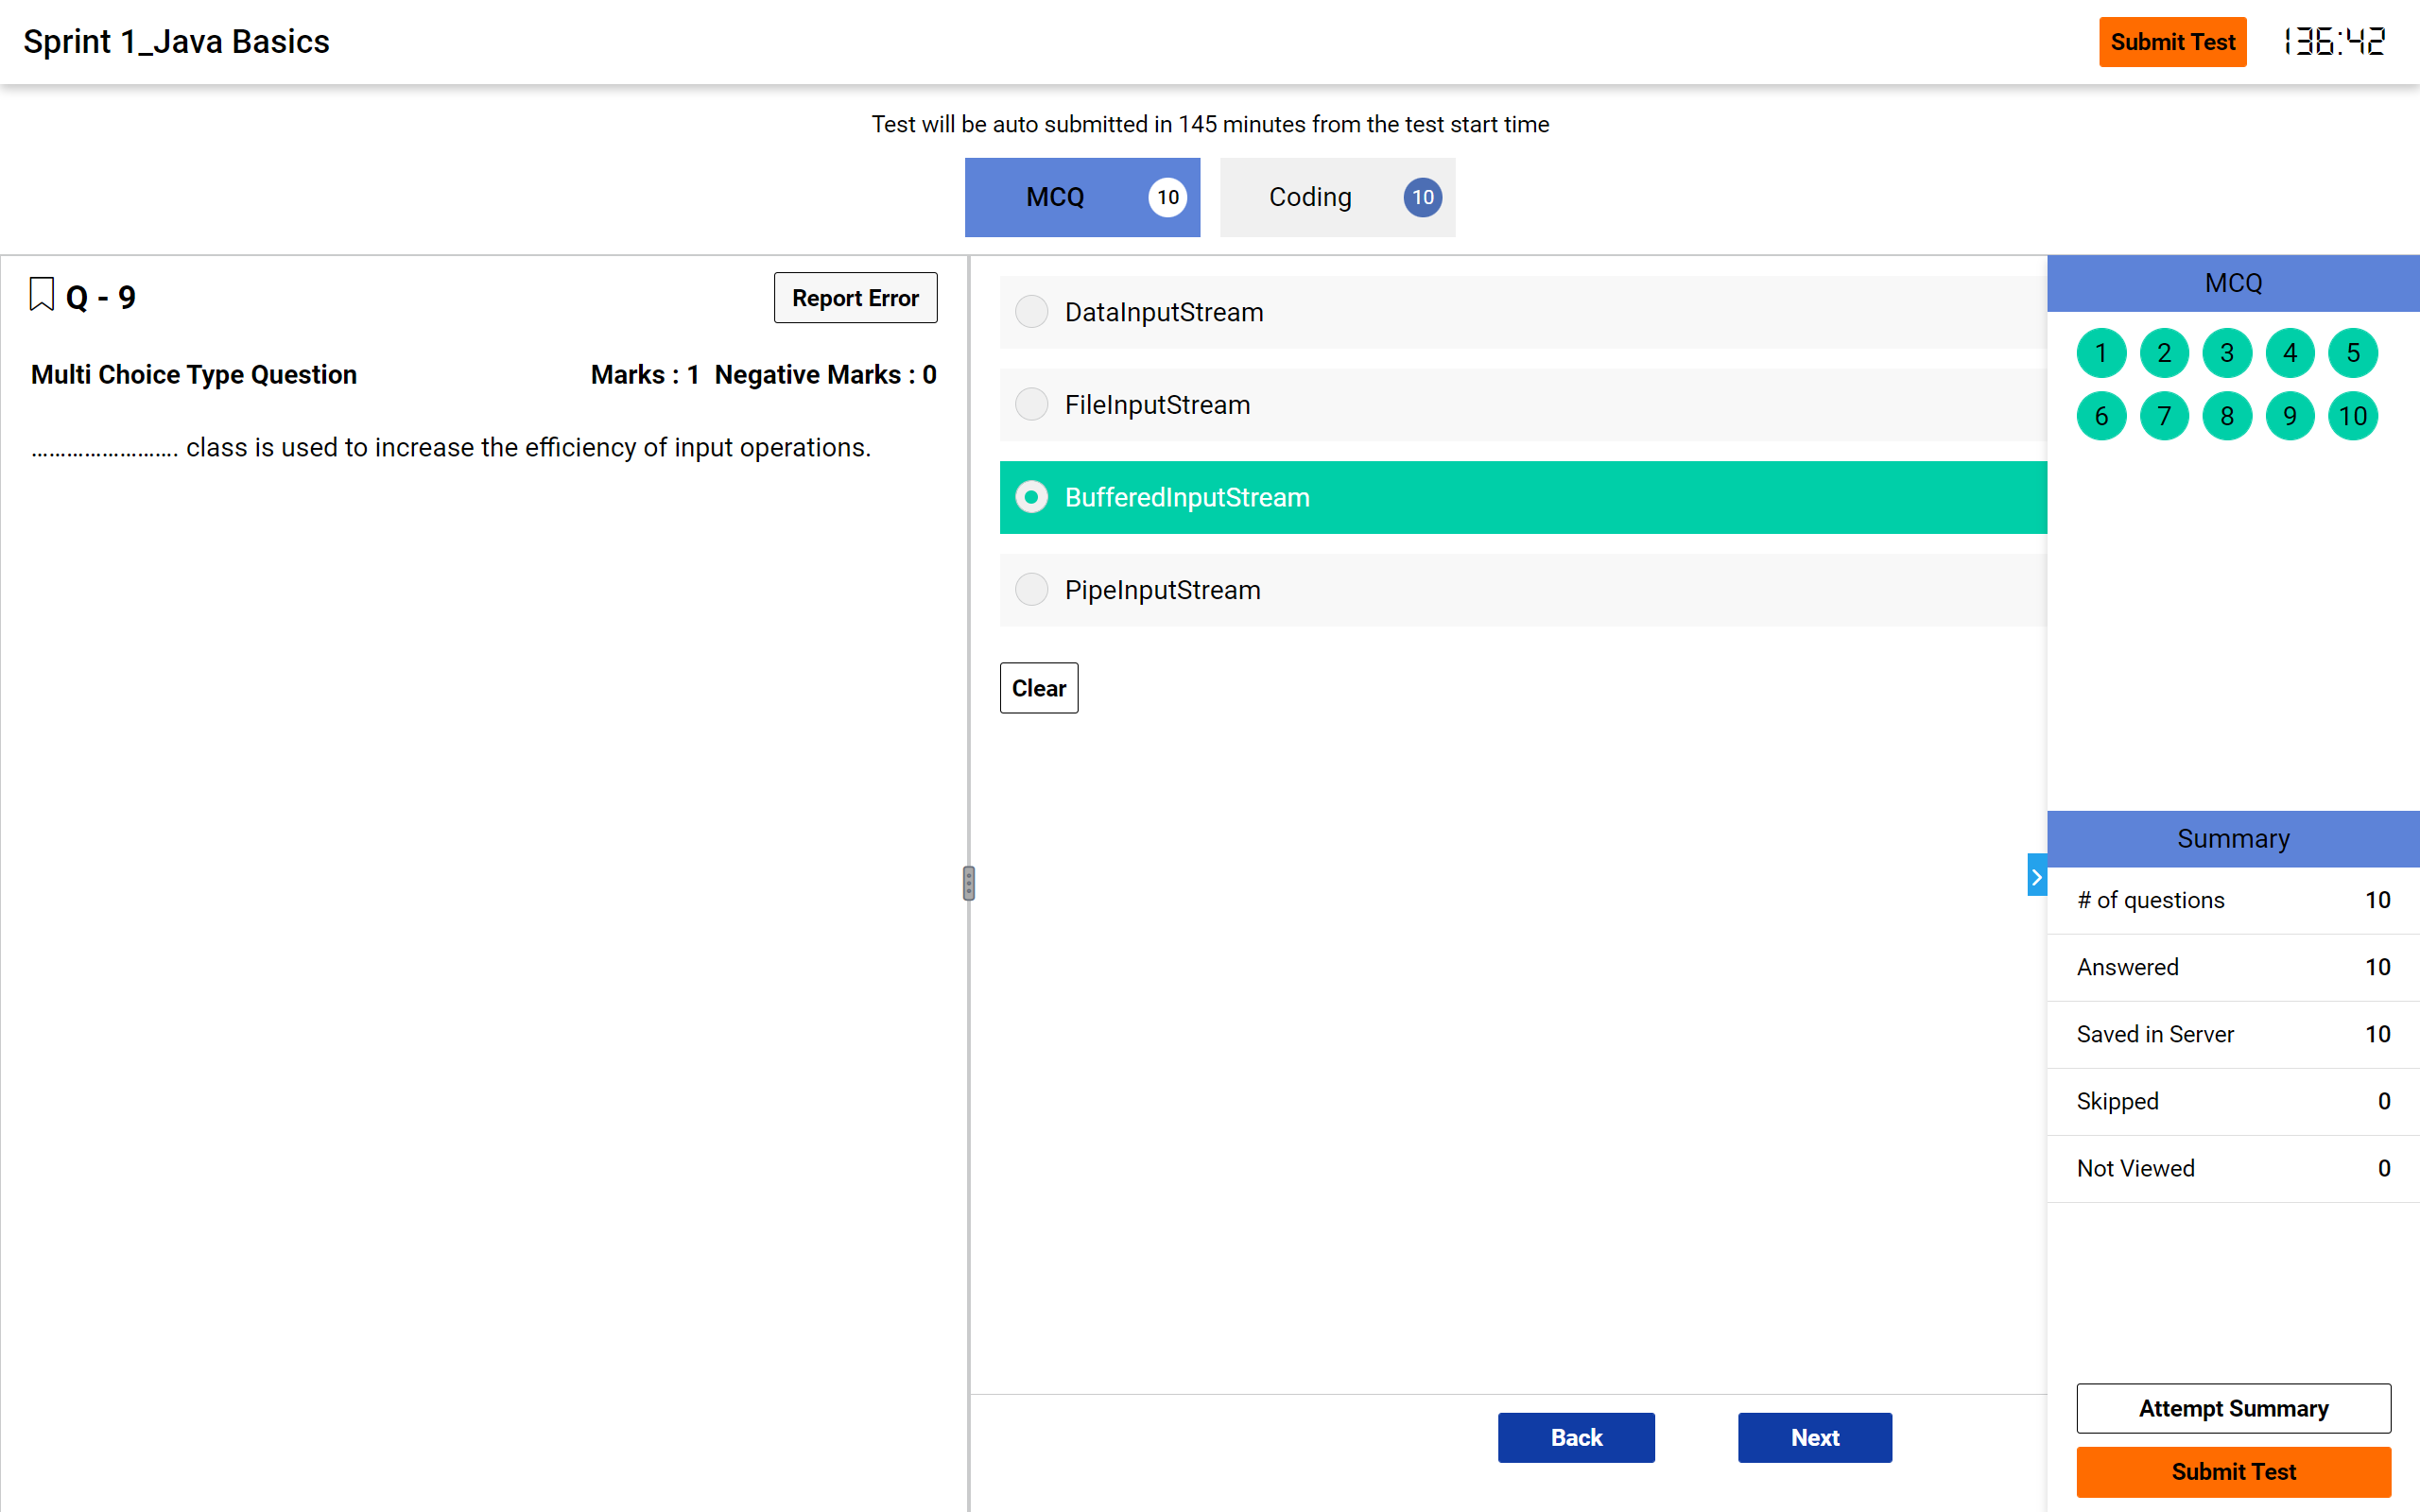 Sprint 1_Java Basics
Submit Test
136:42
Test will be auto submitted in 145 minutes from the test start time
MCQ 10
Coding 10
Q - 9
Report Error
Multi Choice Type Question
Marks : 1 Negative Marks : 0
........................ class is used to increase the efficiency of input operations.
DataInputStream
FileInputStream
BufferedInputStream
PipeInputStream
Clear
Back
Next
MCQ
1 2 3 4 5
6 7 8 9 10
Summary
# of questions 10
Answered 10
Saved in Server 10
Skipped 0
Not Viewed 0
Attempt Summary
Submit Test